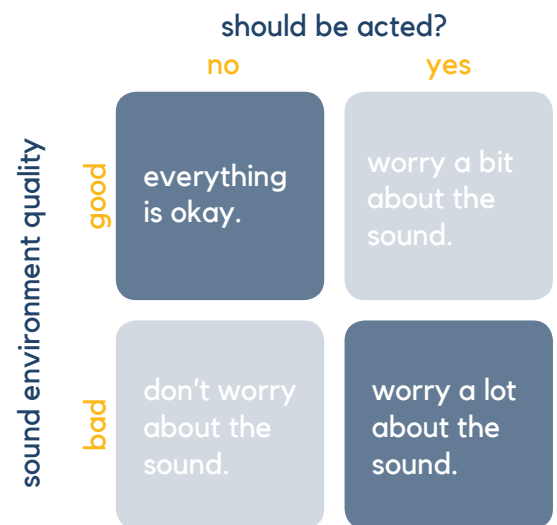 should be acted?
no
yes
sound environment quality
good
everything
is okay.
worry a bit
about the
sound.
bad
don't worry
about the
sound.
worry a lot
about the
sound.